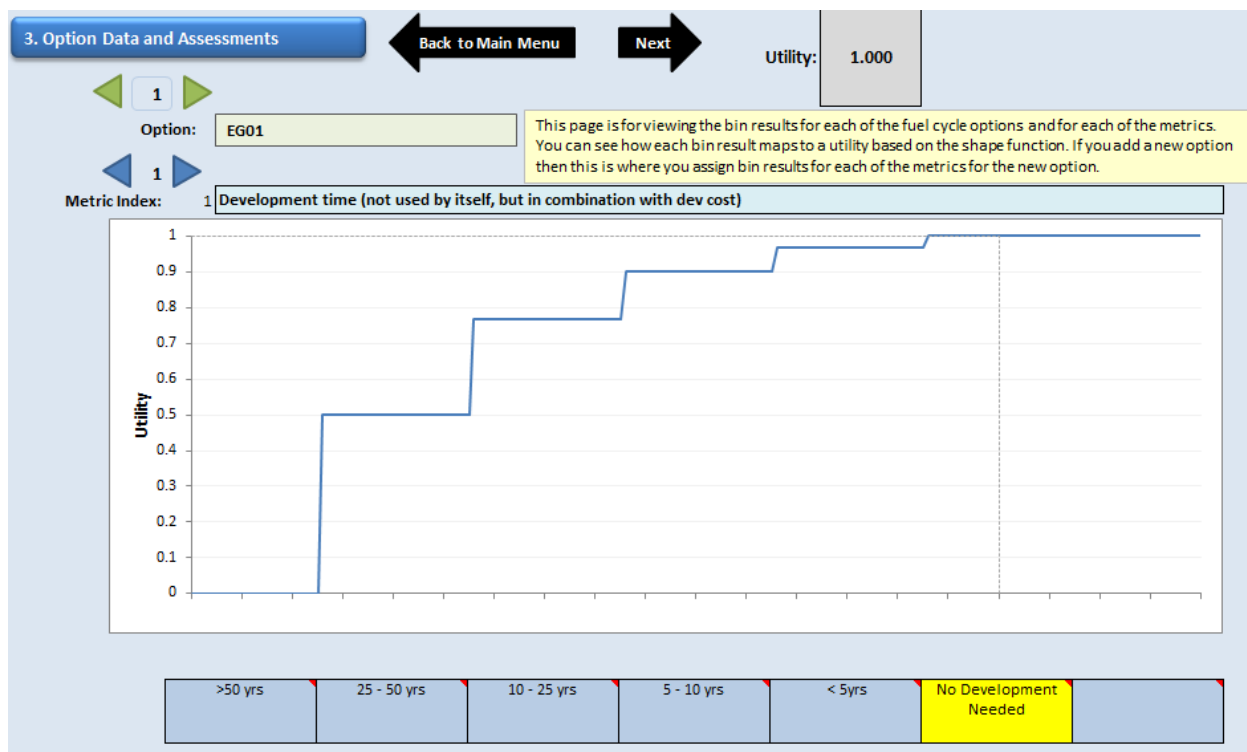 3. Option Data and Assessments
Back to Main Menu
Next
Utility:
1.000
1
Option:
EG01
This page is for viewing the bin results for each of the fuel cycle options and for each of the metrics.
You can see how each bin result maps to a utility based on the shape function. If you add a new option
then this is where you assign bin results for each of the metrics for the new option.
1
Metric Index:
1
Development time (not used by itself, but in combination with dev cost)
1
0.9
0.8
0.7
0.6
0.5
0.4
0.3
0.2
0.1
0
Utility
>50 yrs
25 - 50 yrs
10 - 25 yrs
5 - 10 yrs
< 5yrs
No Development
Needed